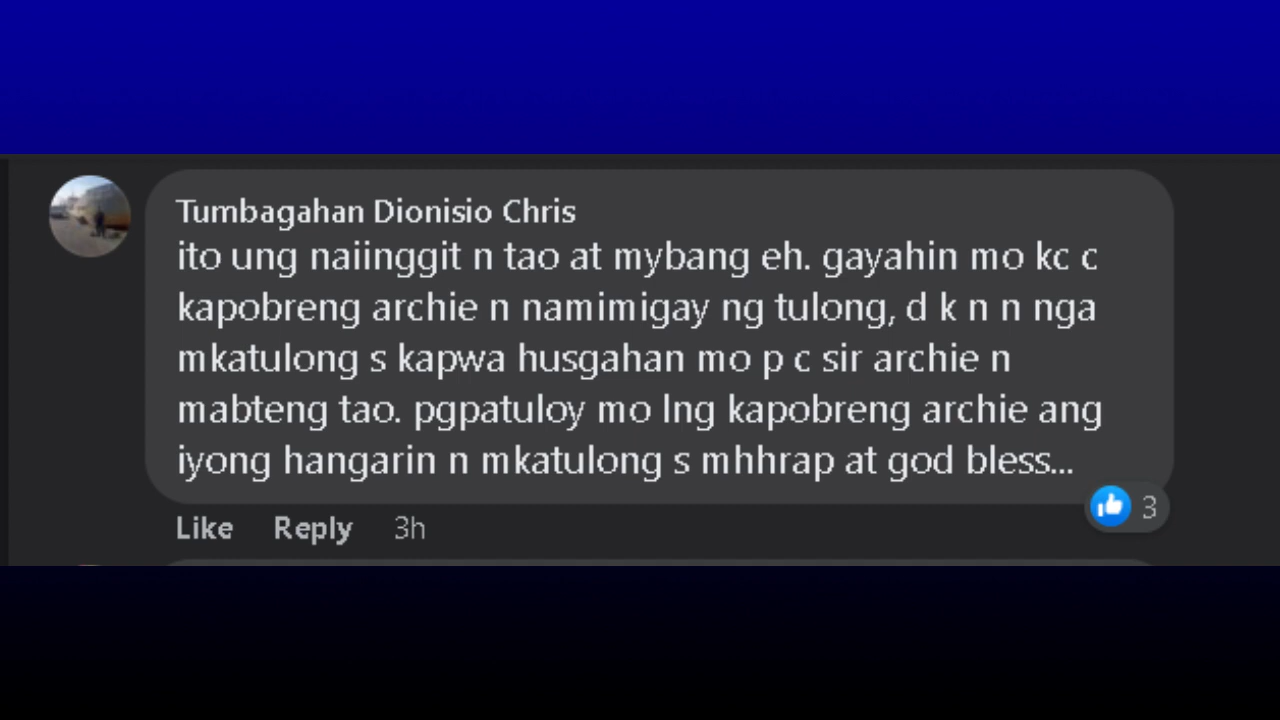 Tumbagahan Dionisio Chris
ito ung naiinggit n tao at mybang eh. gayahin mo kc c
kapobreng archie n namimigay ng tulong, d k n n nga
mkatulong s kapwa husgahan mo p c sir archie n
mabteng tao. pgpatuloy mo lng kapobreng archie ang
iyong hangarin n mkatulong s mhhrap at god bless...
Like Reply 3h
3